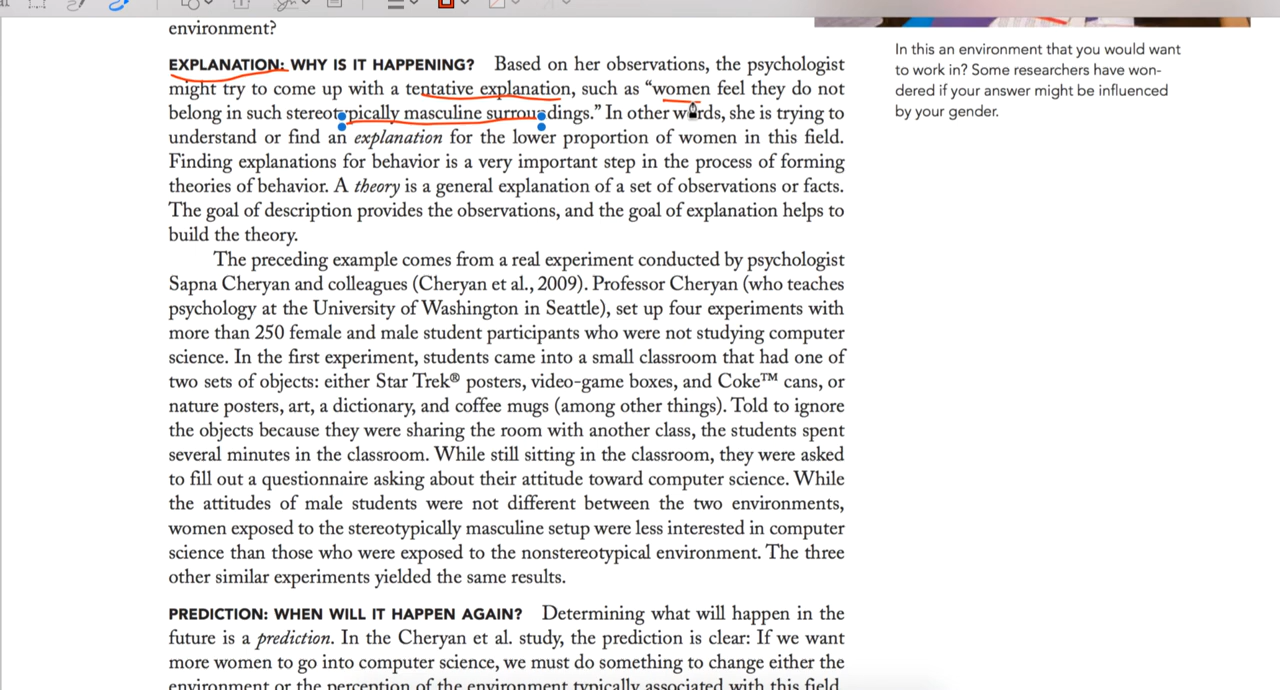 environment?
EXPLANATION: WHY IS IT HAPPENING? Based on her observations, the psychologist
might try to come up with a tentative explanation, such as “women feel they do not
belong in such stereotypically masculine surroundings.” In other words, she is trying to
understand or find an explanation for the lower proportion of women in this field.
Finding explanations for behavior is a very important step in the process of forming
theories of behavior. A theory is a general explanation of a set of observations or facts.
The goal of description provides the observations, and the goal of explanation helps to
build the theory.
The preceding example comes from a real experiment conducted by psychologist
Sapna Cheryan and colleagues (Cheryan et al., 2009). Professor Cheryan (who teaches
psychology at the University of Washington in Seattle), set up four experiments with
more than 250 female and male student participants who were not studying computer
science. In the first experiment, students came into a small classroom that had one of
two sets of objects: either Star Trek® posters, video-game boxes, and Coke™ cans, or
nature posters, art, a dictionary, and coffee mugs (among other things). Told to ignore
the objects because they were sharing the room with another class, the students spent
several minutes in the classroom. While still sitting in the classroom, they were asked
to fill out a questionnaire asking about their attitude toward computer science. While
the attitudes of male students were not different between the two environments,
women exposed to the stereotypically masculine setup were less interested in computer
science than those who were exposed to the nonstereotypical environment. The three
other similar experiments yielded the same results.
PREDICTION: WHEN WILL IT HAPPEN AGAIN? Determining what will happen in the
future is a prediction. In the Cheryan et al. study, the prediction is clear: If we want
more women to go into computer science, we must do something to change either the
environment or the perception of the environment typically associated with this field.
In this an environment that you would want
to work in? Some researchers have won-
dered if your answer might be influenced
by your gender.